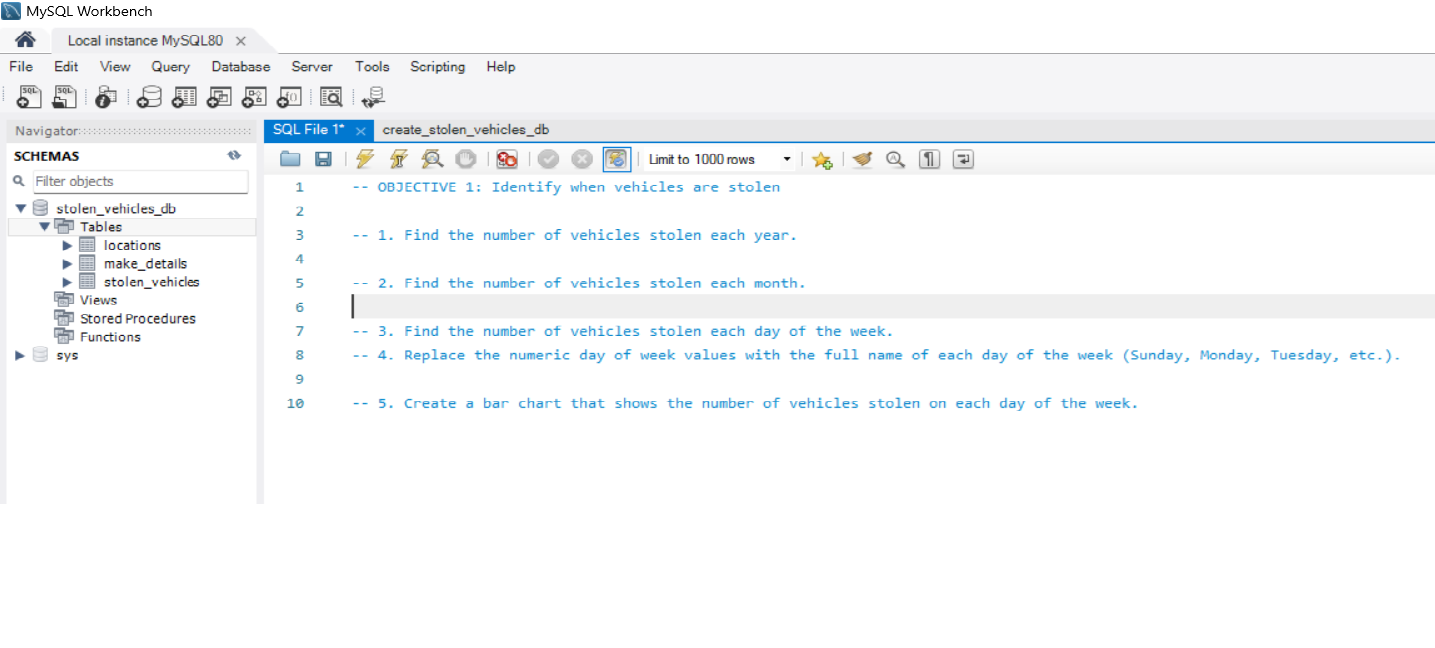 MySQL Workbench
Local instance MySQL80
File Edit View Query Database Server Tools Scripting Help
Navigator
SQL File 1* create_stolen_vehicles_db
SCHEMAS
Limit to 1000 rows
Filter objects
stolen_vehicles_db
Tables
locations
make_details
stolen_vehicles
Views
Stored Procedures
Functions
sys
1 -- OBJECTIVE 1: Identify when vehicles are stolen
2
3 -- 1. Find the number of vehicles stolen each year.
4
5 -- 2. Find the number of vehicles stolen each month.
6
7 -- 3. Find the number of vehicles stolen each day of the week.
8 -- 4. Replace the numeric day of week values with the full name of each day of the week (Sunday, Monday, Tuesday, etc.).
9
10 -- 5. Create a bar chart that shows the number of vehicles stolen on each day of the week.